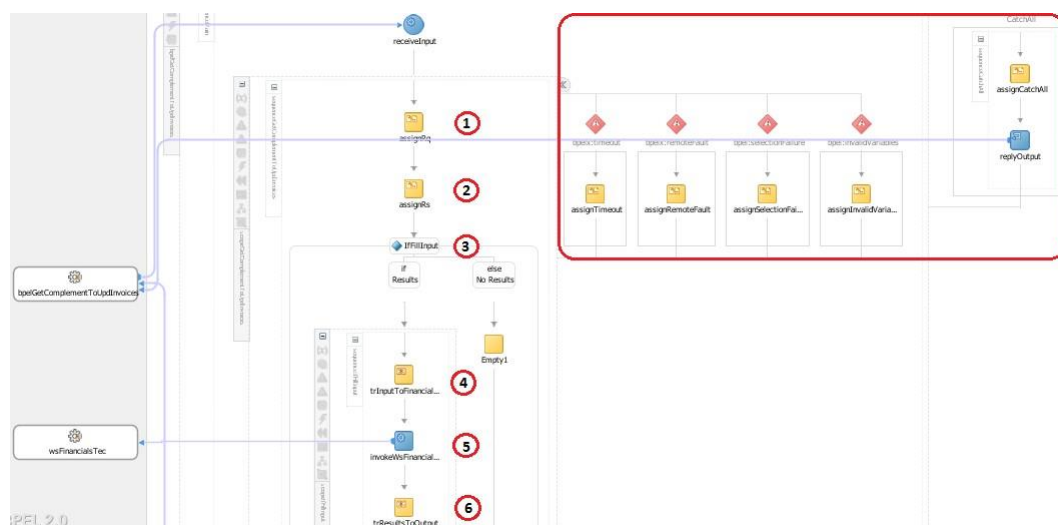 receiveInput
CatchAll
assignCatchAll
replyOutput
assignRq
1
assignRs
2
IfFillInput
3
if
Results
else
No Results
bpelx:timeout
bpelx:remoteFault
bpel:selectionFailure
bpel:invalidVariables
assignTimeout
assignRemoteFault
assignSelectionFai...
assignInvalidVaria...
bpelGetComplementToUpdInvoices
Empty1
trInputToFinancial...
4
wsFinancialsTec
invokeWsFinancial...
5
trResultsToOutput
6
BPEL 2.0